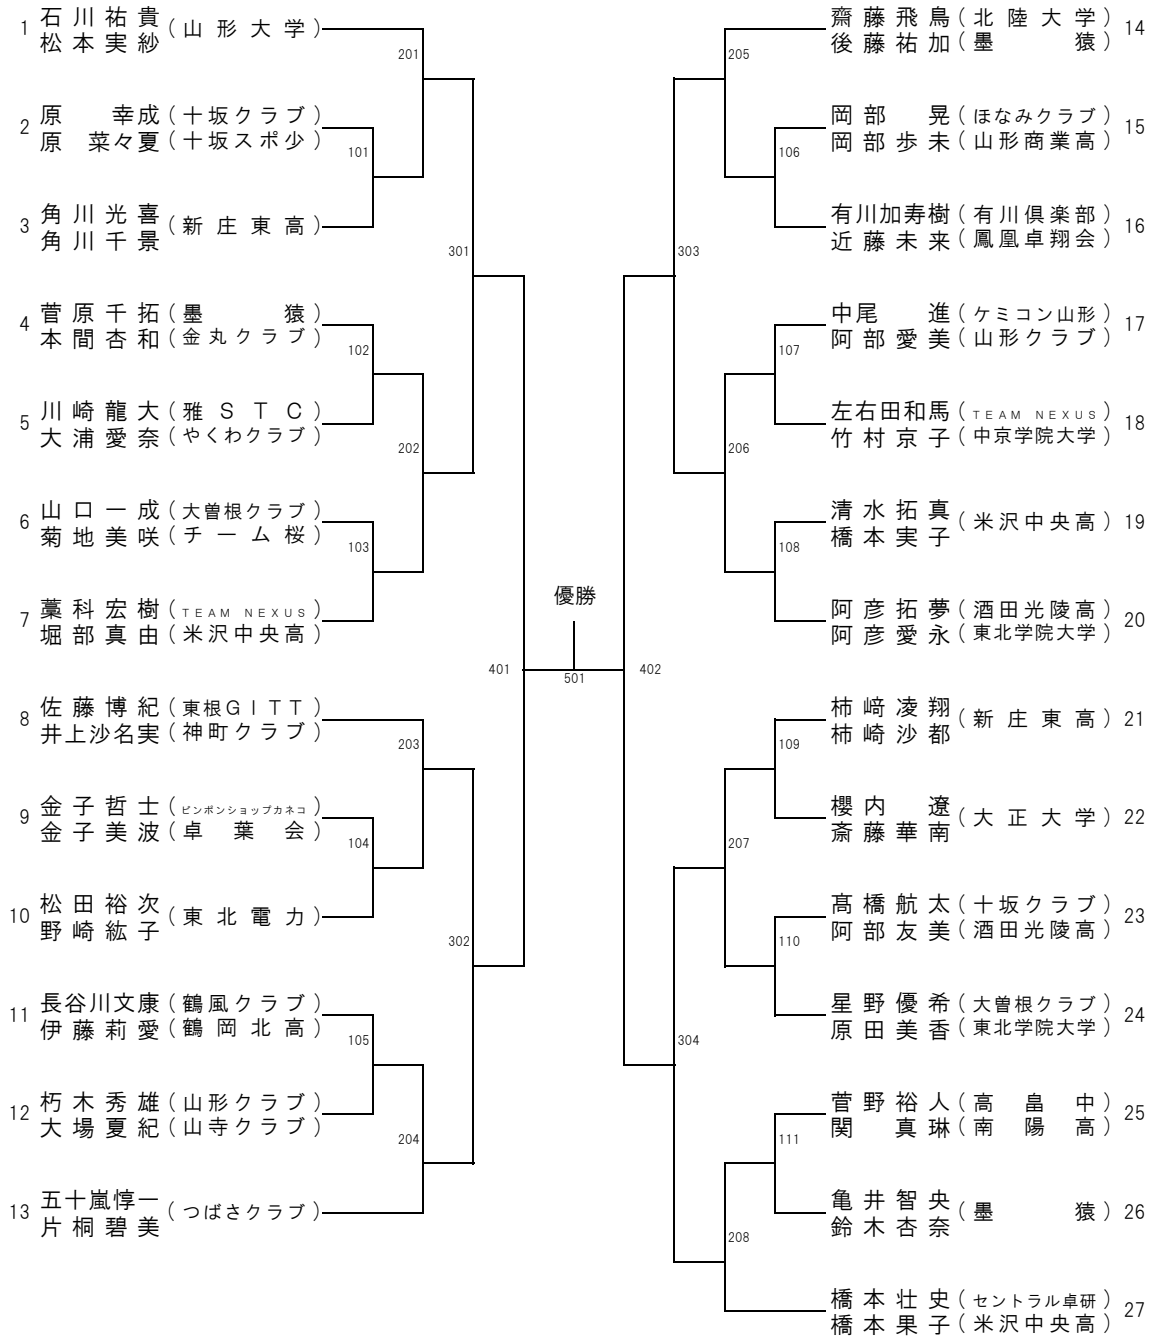 1 石川祐貴 (山形大学)
松本実紗
2 原 幸成 (十坂クラブ)
原 菜々夏 (十坂スポ少)
3 角川光喜 (新庄東高)
角川千景
4 菅原千拓 (墨 猿)
本間杏和 (金丸クラブ)
5 川崎龍大 (雅STC)
大浦愛奈 (やくわクラブ)
6 山口一成 (大曽根クラブ)
菊地美咲 (チーム桜)
7 藁科宏樹 (TEAM NEXUS)
堀部真由 (米沢中央高)
8 佐藤博紀 (東根GITT)
井上沙名実 (神町クラブ)
9 金子哲士 (ピンポンショップカネコ)
金子美波 (卓葉会)
10 松田裕次 (東北電力)
野崎紘子
11 長谷川文康 (鶴風クラブ)
伊藤莉愛 (鶴岡北高)
12 朽木秀雄 (山形クラブ)
大場夏紀 (山寺クラブ)
13 五十嵐惇一 (つばさクラブ)
片桐碧美
201
101
301
102
202
103
401
203
104
302
105
204
優勝
501
402
205
106
303
107
206
108
109
207
110
304
111
208
齋藤飛鳥 (北陸大学) 14
後藤祐加 (墨 猿)
岡部 晃 (ほなみクラブ) 15
岡部歩未 (山形商業高)
有川加寿樹 (有川倶楽部) 16
近藤未来 (鳳凰卓翔会)
中尾 進 (ケミコン山形) 17
阿部愛美 (山形クラブ)
左右田和馬 (TEAM NEXUS) 18
竹村京子 (中京学院大学)
清水拓真 (米沢中央高) 19
橋本実子
阿彦拓夢 (酒田光陵高) 20
阿彦愛永 (東北学院大学)
柿﨑凌翔 (新庄東高) 21
柿崎沙都
櫻内 遼 (大正大学) 22
斎藤華南
髙橋航太 (十坂クラブ) 23
阿部友美 (酒田光陵高)
星野優希 (大曽根クラブ) 24
原田美香 (東北学院大学)
菅野裕人 (高畠中) 25
関 真琳 (南陽高)
亀井智央 (墨 猿) 26
鈴木杏奈
橋本壮史 (セントラル卓研) 27
橋本果子 (米沢中央高)